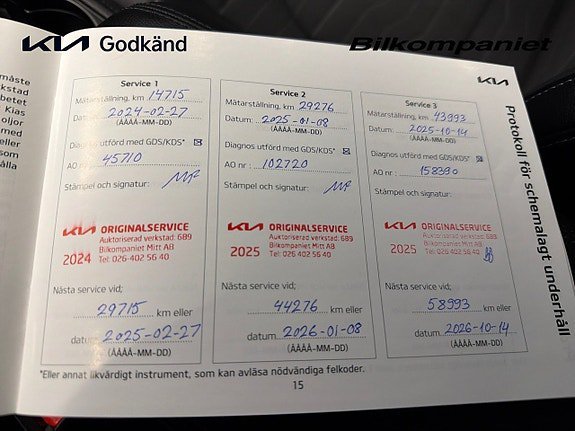 KIA Godkänd
Bilkompaniet
KIA
Protokoll för schemalagt underhåll
måste
kstad
betet
Klas
oljor
med
eller
som
ålla
Service 1
Mätarställning, km 14715
Datum: 2024-02-27
(ÅÅÅÅ-MM-DD)
Diagnos utförd med GDS/KDS*
AO nr : 45710
Stämpel och signatur:
KIA ORIGINALSERVICE
Auktoriserad verkstad: 689
Bilkompaniet Mitt AB
2024 Tel: 026-402 56 40
Nästa service vid;
29715 km eller
datum 2025-02-27
(ÅÅÅÅ-MM-DD)
Service 2
Mätarställning, km 29276
Datum: 2025-01-08
(ÅÅÅÅ-MM-DD)
Diagnos utförd med GDS/KDS*
AO nr : 102720
Stämpel och signatur:
KIA ORIGINALSERVICE
Auktoriserad verkstad: 689
Bilkompaniet Mitt AB
2025 Tel: 026-402 56 40
Nästa service vid;
44276 km eller
datum 2026-01-08
(ÅÅÅÅ-MM-DD)
Service 3
Mätarställning, km 43993
Datum: 2025-10-14
(ÅÅÅÅ-MM-DD)
Diagnos utförd med GDS/KDS*
AO nr : 158390
Stämpel och signatur:
KIA ORIGINALSERVICE
Auktoriserad verkstad: 689
Bilkompaniet Mitt AB
2025 Tel: 026-402 56 40
Nästa service vid;
58993 km eller
datum 2026-10-14
(ÅÅÅÅ-MM-DD)
*Eller annat likvärdigt instrument, som kan avläsa nödvändiga felkoder.
15